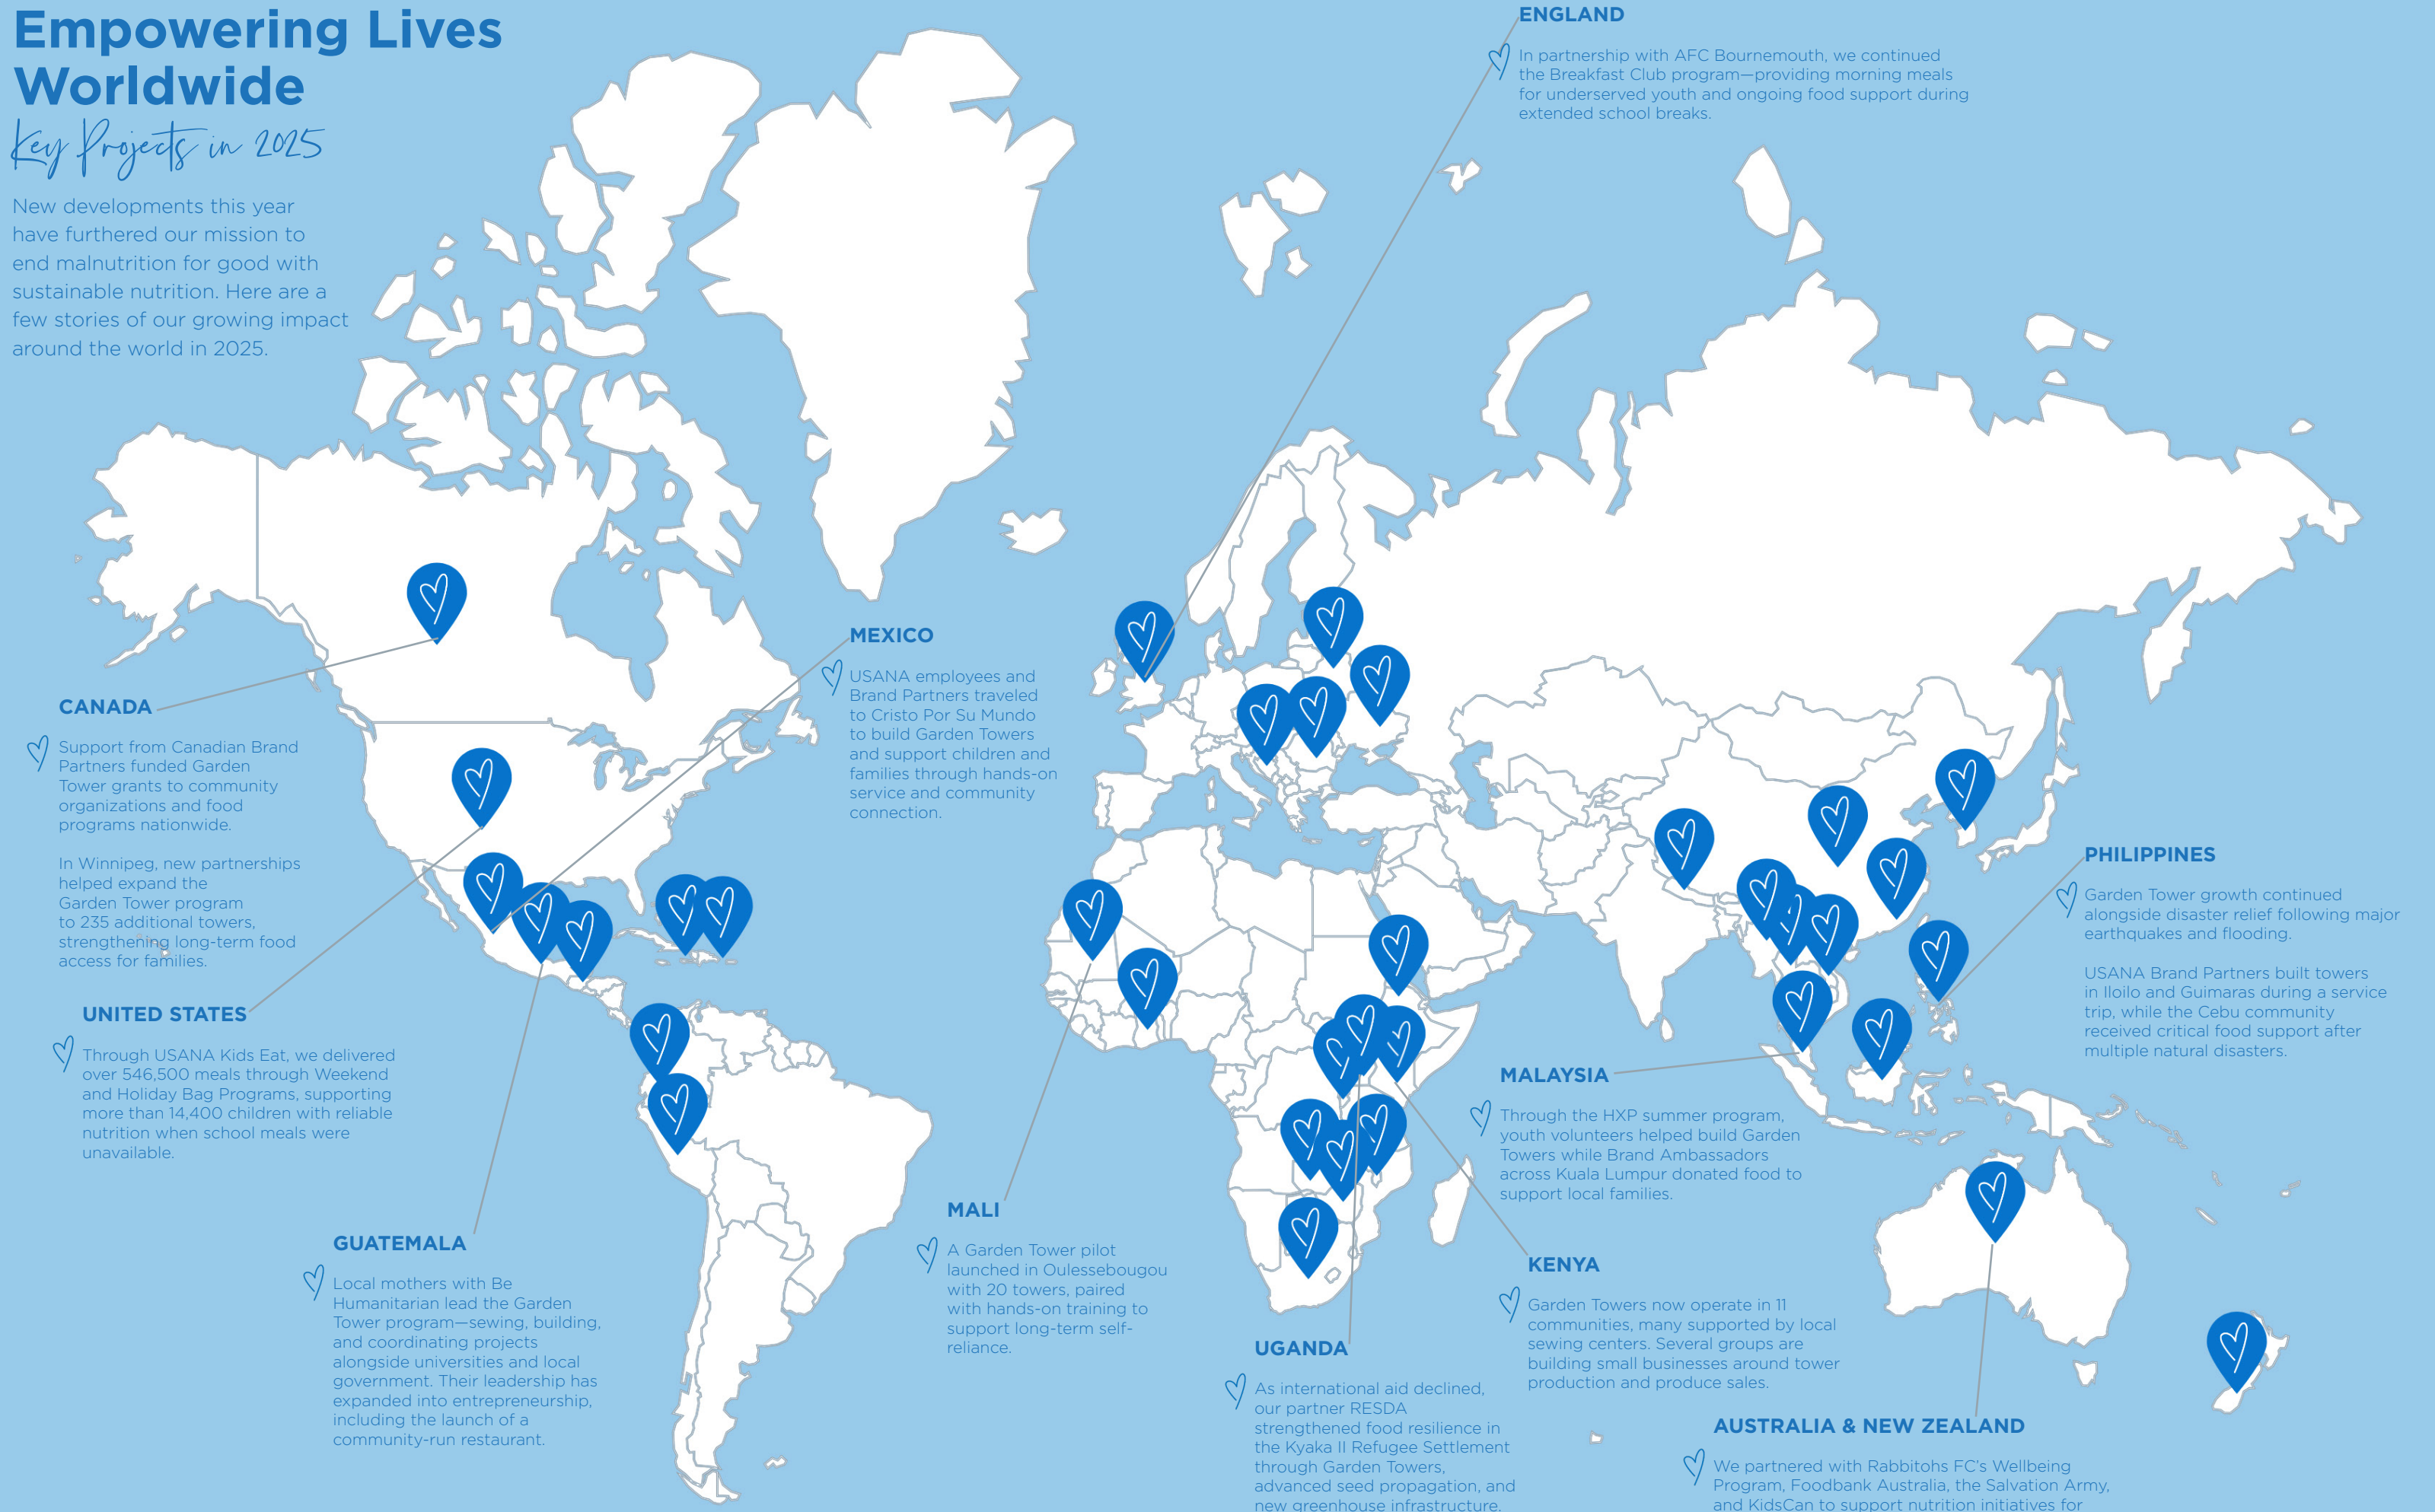 Empowering Lives
Worldwide
Key Projects in 2025
New developments this year
have furthered our mission to
end malnutrition for good with
sustainable nutrition. Here are a
few stories of our growing impact
around the world in 2025.
ENGLAND
In partnership with AFC Bournemouth, we continued
the Breakfast Club program—providing morning meals
for underserved youth and ongoing food support during
extended school breaks.
MEXICO
USANA employees and
Brand Partners traveled
to Cristo Por Su Mundo
to build Garden Towers
and support children and
families through hands-on
service and community
connection.
CANADA
Support from Canadian Brand
Partners funded Garden
Tower grants to community
organizations and food
programs nationwide.
In Winnipeg, new partnerships
helped expand the
Garden Tower program
to 235 additional towers,
strengthening long-term food
access for families.
PHILIPPINES
Garden Tower growth continued
alongside disaster relief following major
earthquakes and flooding.
USANA Brand Partners built towers
in Iloilo and Guimaras during a service
trip, while the Cebu community
received critical food support after
multiple natural disasters.
UNITED STATES
Through USANA Kids Eat, we delivered
over 546,500 meals through Weekend
and Holiday Bag Programs, supporting
more than 14,400 children with reliable
nutrition when school meals were
unavailable.
MALAYSIA
Through the HXP summer program,
youth volunteers helped build Garden
Towers while Brand Ambassadors
across Kuala Lumpur donated food to
support local families.
MALI
A Garden Tower pilot
launched in Oulessebougou
with 20 towers, paired
with hands-on training to
support long-term self-
reliance.
GUATEMALA
Local mothers with Be
Humanitarian lead the Garden
Tower program—sewing, building,
and coordinating projects
alongside universities and local
government. Their leadership has
expanded into entrepreneurship,
including the launch of a
community-run restaurant.
KENYA
Garden Towers now operate in 11
communities, many supported by local
sewing centers. Several groups are
building small businesses around tower
production and produce sales.
UGANDA
As international aid declined,
our partner RESDA
strengthened food resilience in
the Kyaka II Refugee Settlement
through Garden Towers,
advanced seed propagation, and
new greenhouse infrastructure.
AUSTRALIA & NEW ZEALAND
We partnered with Rabbitohs FC's Wellbeing
Program, Foodbank Australia, the Salvation Army,
and KidsCan to support nutrition initiatives for